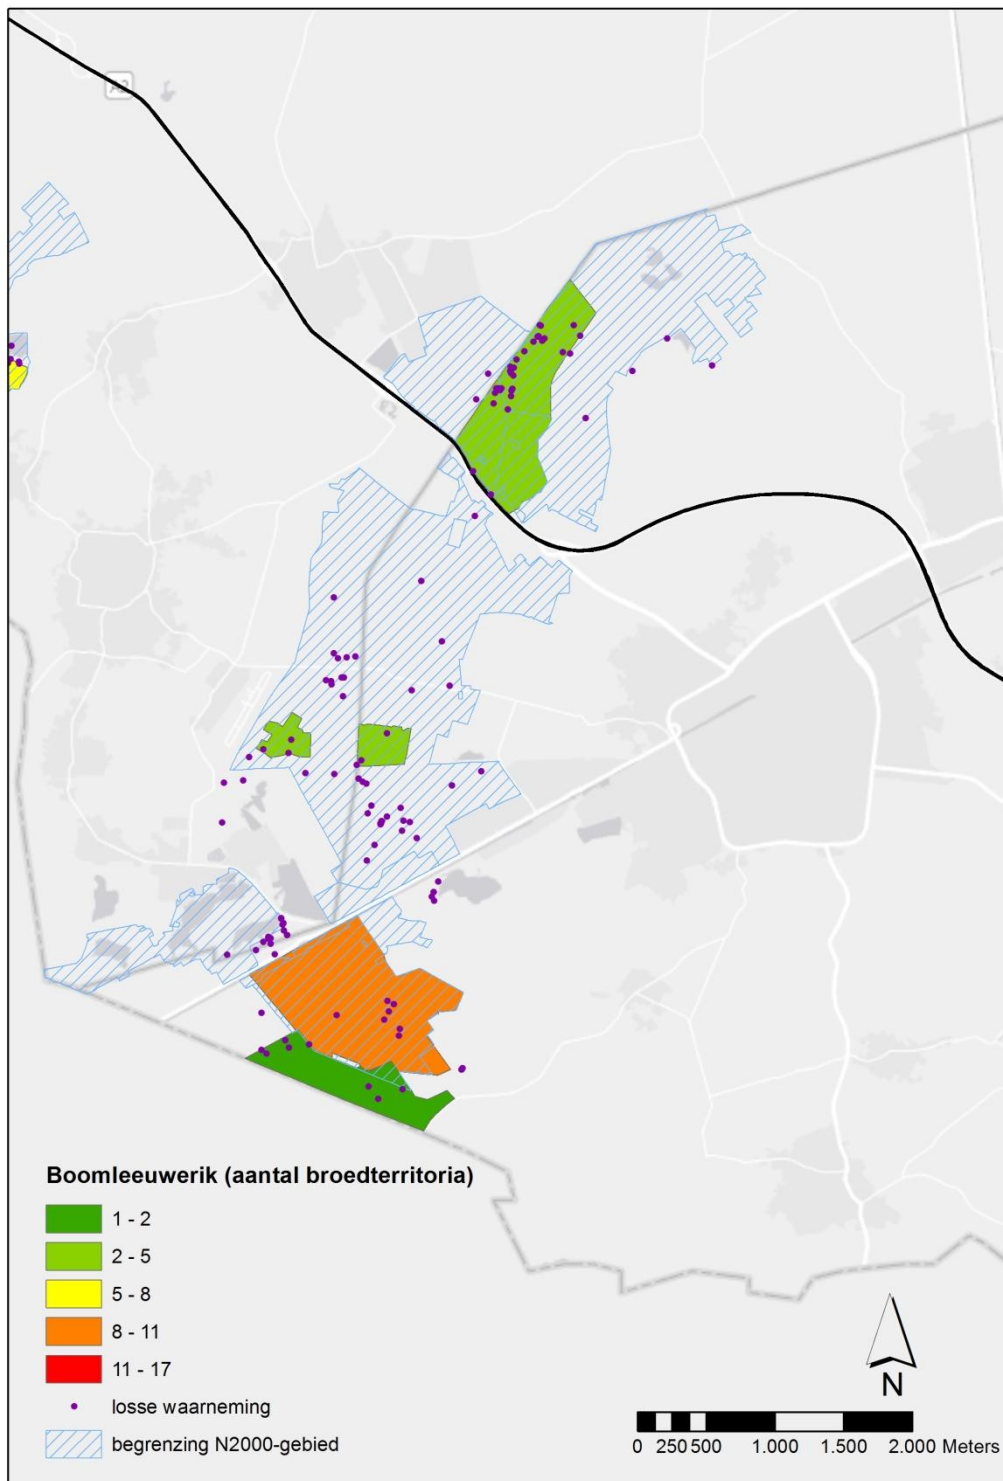 A2
Boomleeuwerik (aantal broedterritoria)
1 - 2
2 - 5
5 - 8
8 - 11
11 - 17
losse waarneming
begrenzing N2000-gebied
N
0 250 500 1.000 1.500 2.000 Meters